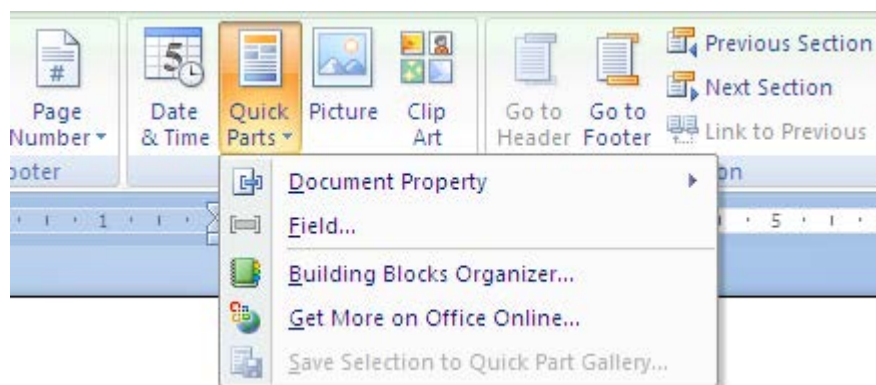 Page
Number
Date
& Time
Quick
Parts
Picture
Clip
Art
Go to
Header
Go to
Footer
Previous Section
Next Section
Link to Previous
ooter
on
1
5
Document Property
Field...
Building Blocks Organizer...
Get More on Office Online...
Save Selection to Quick Part Gallery...